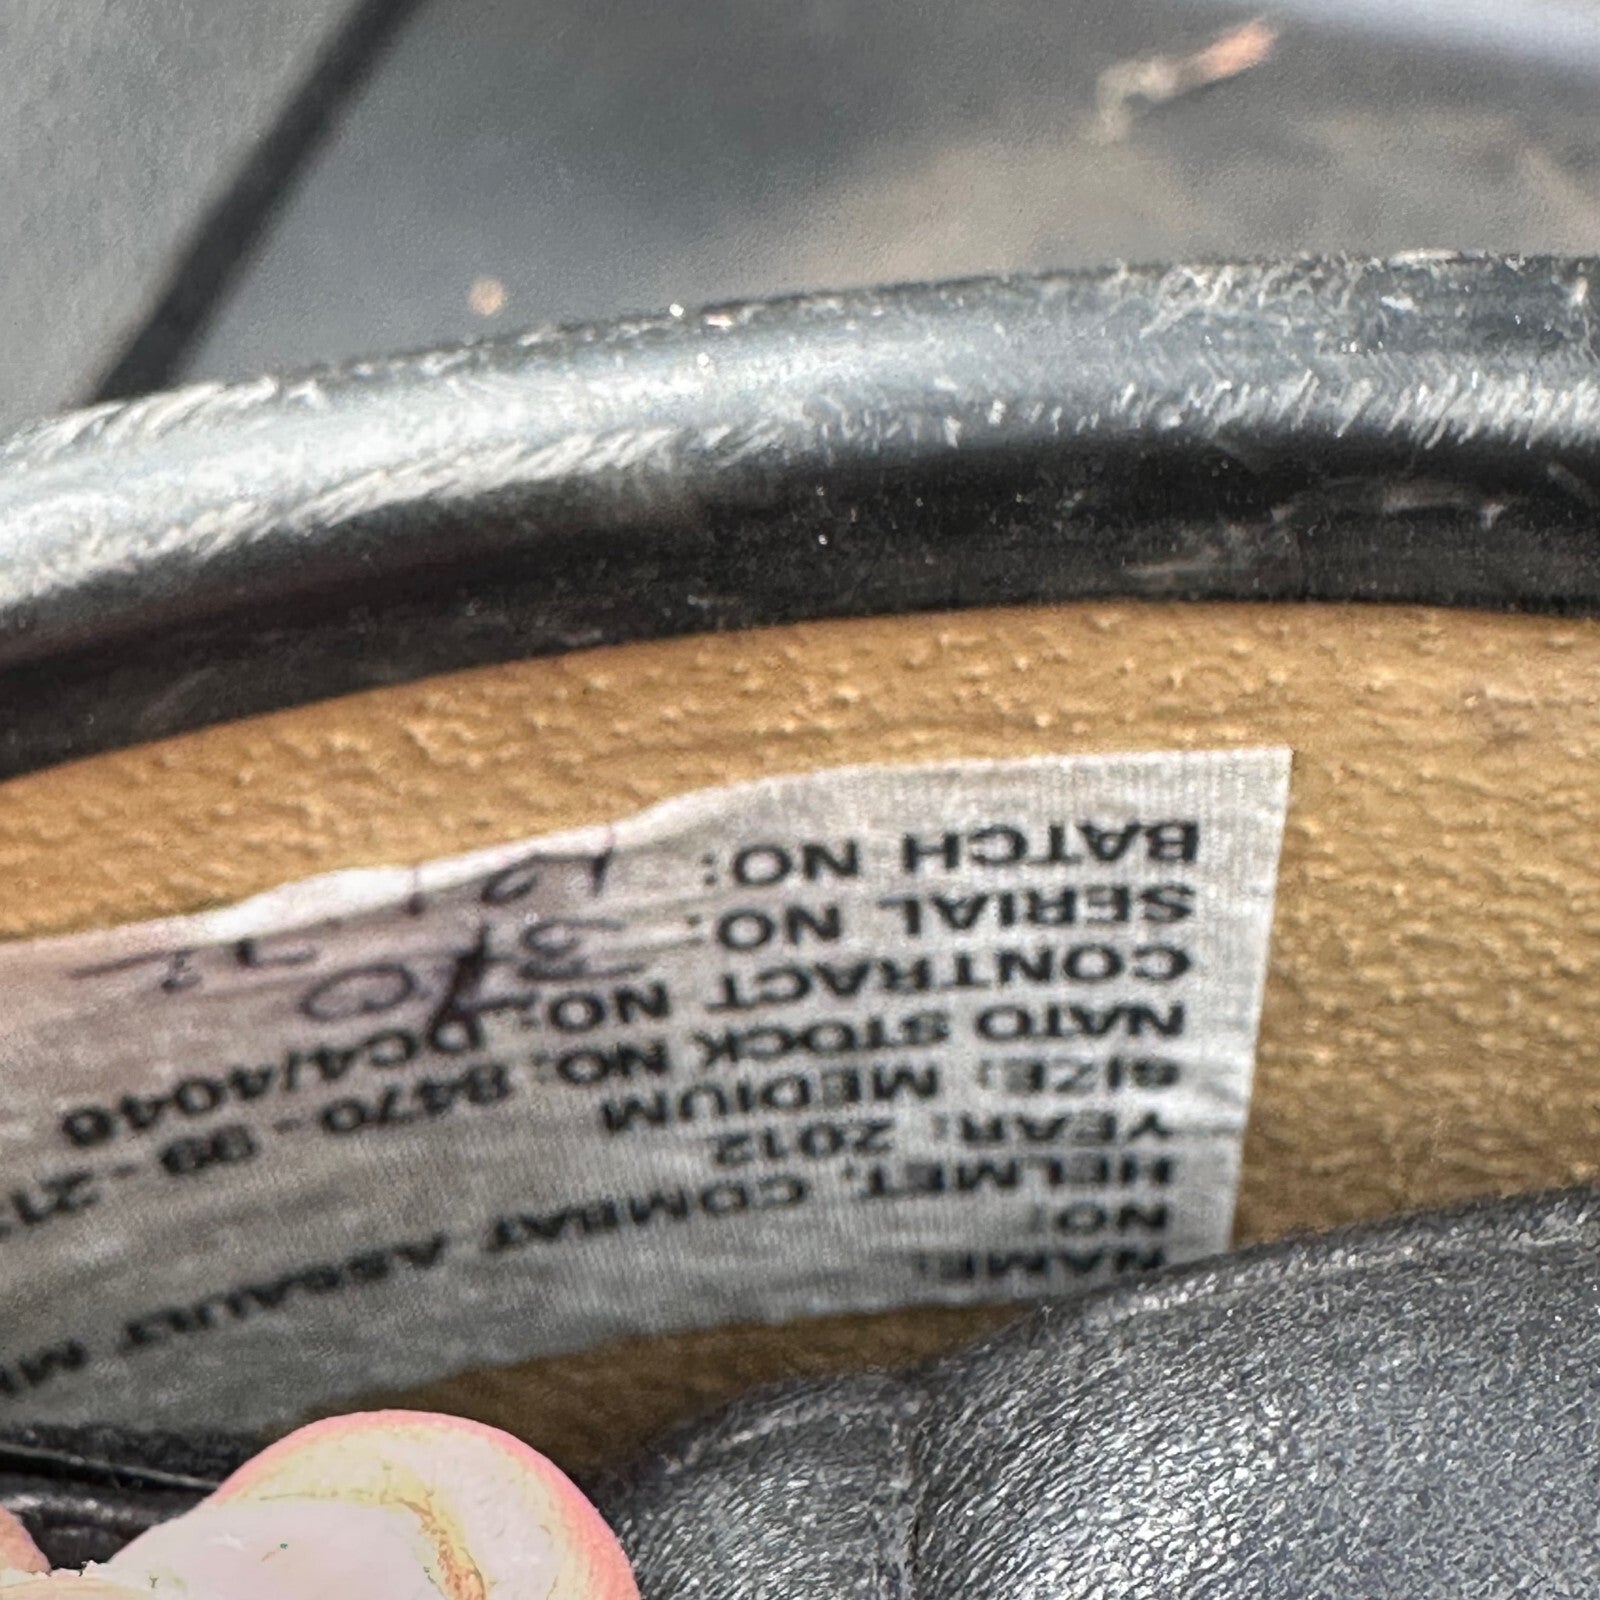 NAME:
NO:
HELMET, COMBAT ASSAULT
YEAR: 2012
SIZE: MEDIUM
NATO STOCK NO: 8470 - 99 - 21
CONTRACT NO: DC4/4046
SERIAL NO:
BATCH NO: